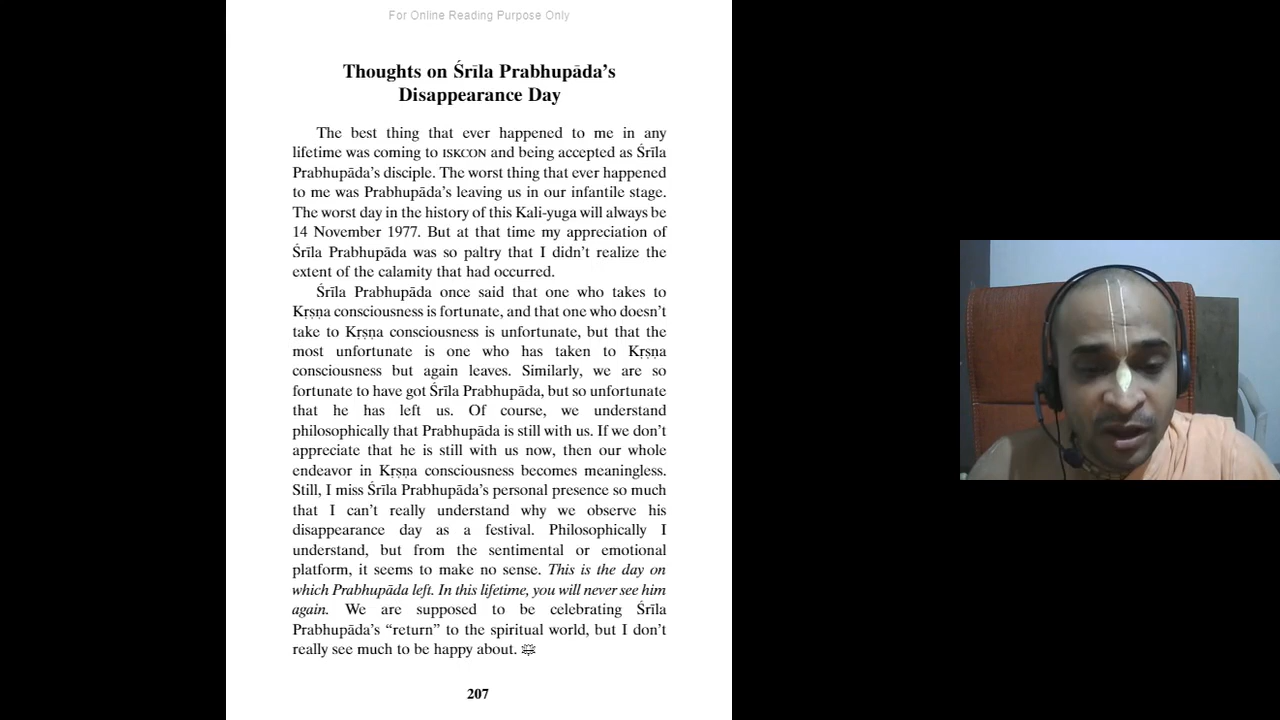 For Online Reading Purpose Only
Thoughts on Śrīla Prabhupāda’s
Disappearance Day
The best thing that ever happened to me in any
lifetime was coming to ISKCON and being accepted as Śrīla
Prabhupāda’s disciple. The worst thing that ever happened
to me was Prabhupāda’s leaving us in our infantile stage.
The worst day in the history of this Kali-yuga will always be
14 November 1977. But at that time my appreciation of
Śrīla Prabhupāda was so paltry that I didn’t realize the
extent of the calamity that had occurred.
Śrīla Prabhupāda once said that one who takes to
Kṛṣṇa consciousness is fortunate, and that one who doesn’t
take to Kṛṣṇa consciousness is unfortunate, but that the
most unfortunate is one who has taken to Kṛṣṇa
consciousness but again leaves. Similarly, we are so
fortunate to have got Śrīla Prabhupāda, but so unfortunate
that he has left us. Of course, we understand
philosophically that Prabhupāda is still with us. If we don’t
appreciate that he is still with us now, then our whole
endeavor in Kṛṣṇa consciousness becomes meaningless.
Still, I miss Śrīla Prabhupāda’s personal presence so much
that I can’t really understand why we observe his
disappearance day as a festival. Philosophically I
understand, but from the sentimental or emotional
platform, it seems to make no sense. This is the day on
which Prabhupāda left. In this lifetime, you will never see him
again. We are supposed to be celebrating Śrīla
Prabhupāda’s “return” to the spiritual world, but I don’t
really see much to be happy about.
207